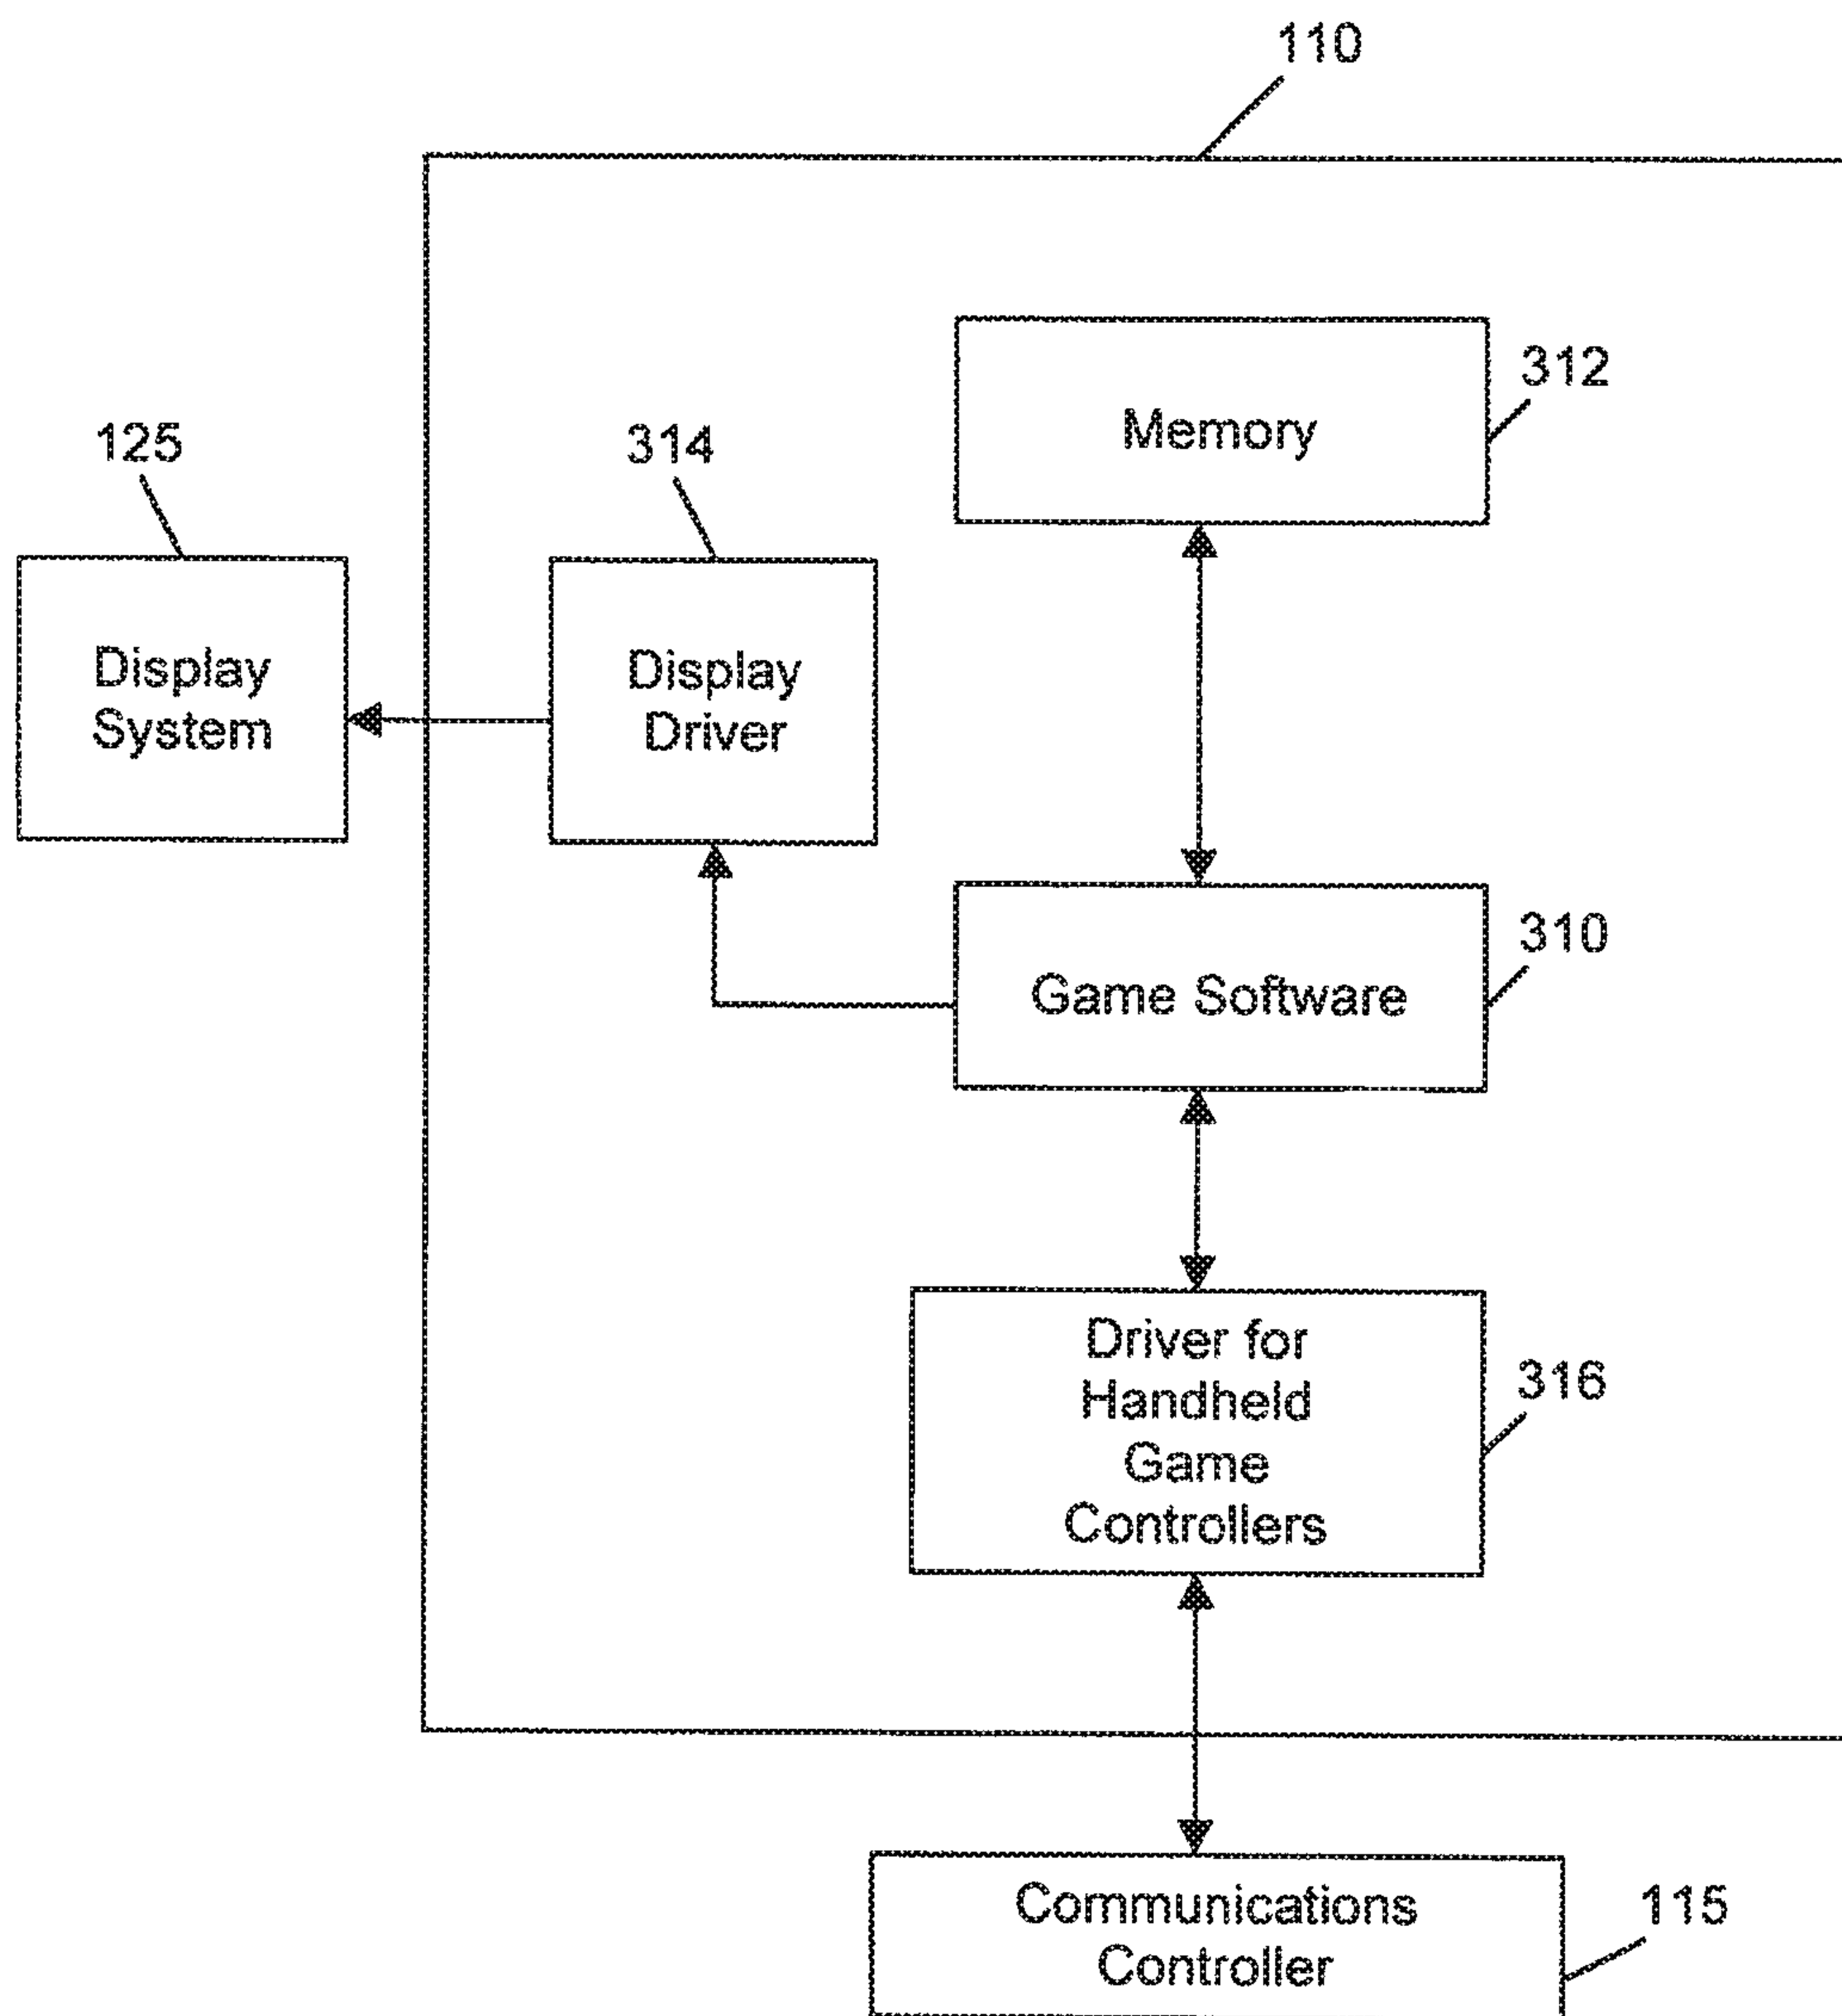 110
312
Memory
125
314
Display
System
Display
Driver
310
Game Software
Driver for
Handheld
Game
Controllers
316
Communications
Controller
115